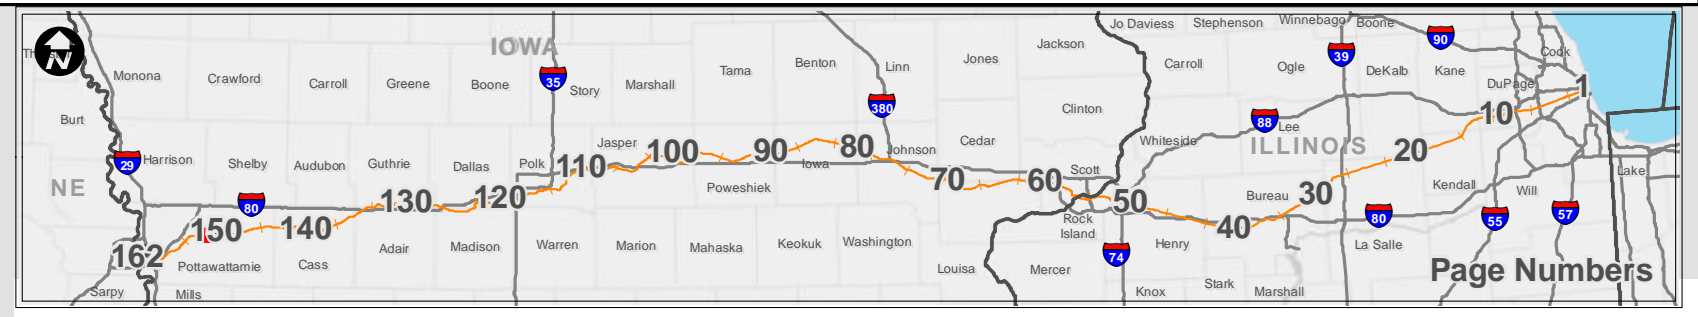 Jo Daviess Stephenson Winnebago Boone
IOWA
N
Monona Crawford Carroll Greene Boone 35 Story Marshall Tama Benton Linn Jones Jackson Carroll Ogle 39 DeKalb 90 Kane Cook
DuPage 1
Burt 380 Clinton 88 Lee 10
29 Harrison Shelby Audubon Guthrie Dallas Polk Jasper Johnson Cedar Whiteside ILLINOIS
110 100 90 Iowa 80 20
NE 80 Poweshiek 70 60 Scott Bureau 30 Kendall Will Lake
162 150 140 130 120 50 40 80 55 57
Pottawattamie Cass Adair Madison Warren Marion Mahaska Keokuk Washington Rock
Island Henry La Salle
Louisa Mercer 74 Page Numbers
Sarpy Mills Knox Stark Marshall